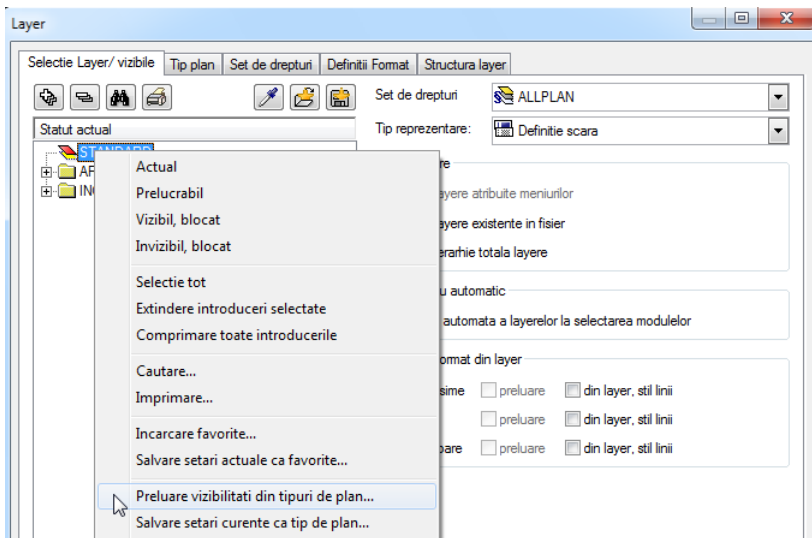 Layer
Selectie Layer/ vizibile Tip plan Set de drepturi Definitii Format Structura layer
Set de drepturi ALLPLAN
Statut actual Tip reprezentare: Definitie scara
STANDARD
Actual
Prelucrabil
Vizibil, blocat
Invizibil, blocat
Selectie tot
Extindere introduceri selectate
Comprimare toate introducerile
Cautare...
Imprimare...
Incarcare favorite...
Salvare setari actuale ca favorite...
Preluare vizibilitati din tipuri de plan...
Salvare setari curente ca tip de plan...
ayere atribuite meniurilor
ayere existente in fisier
erarhie totala layere
u automatic
automata a layerelor la selectarea modulelor
ormat din layer
sime preluare din layer, stil linii
preluare din layer, stil linii
oare preluare din layer, stil linii